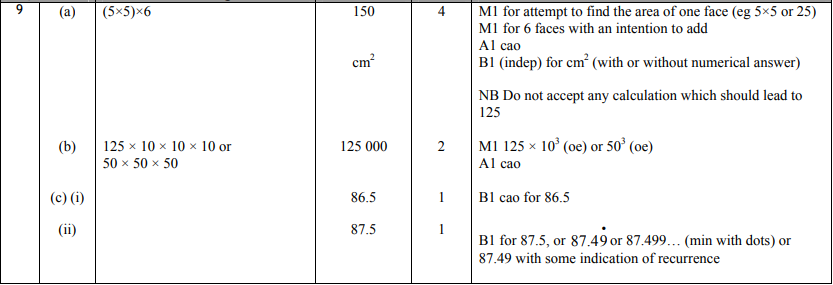 9 (a) (5×5)×6 150 4 M1 for attempt to find the area of one face (eg 5×5 or 25)
M1 for 6 faces with an intention to add
A1 cao
cm² B1 (indep) for cm² (with or without numerical answer)
NB Do not accept any calculation which should lead to
125
(b) 125 × 10 × 10 × 10 or 125 000 2 M1 125 × 10³ (oe) or 50³ (oe)
50 × 50 × 50 A1 cao
(c) (i) 86.5 1 B1 cao for 86.5
(ii) 87.5 1
B1 for 87.5, or 87.49̇ or 87.499… (min with dots) or
87.49 with some indication of recurrence